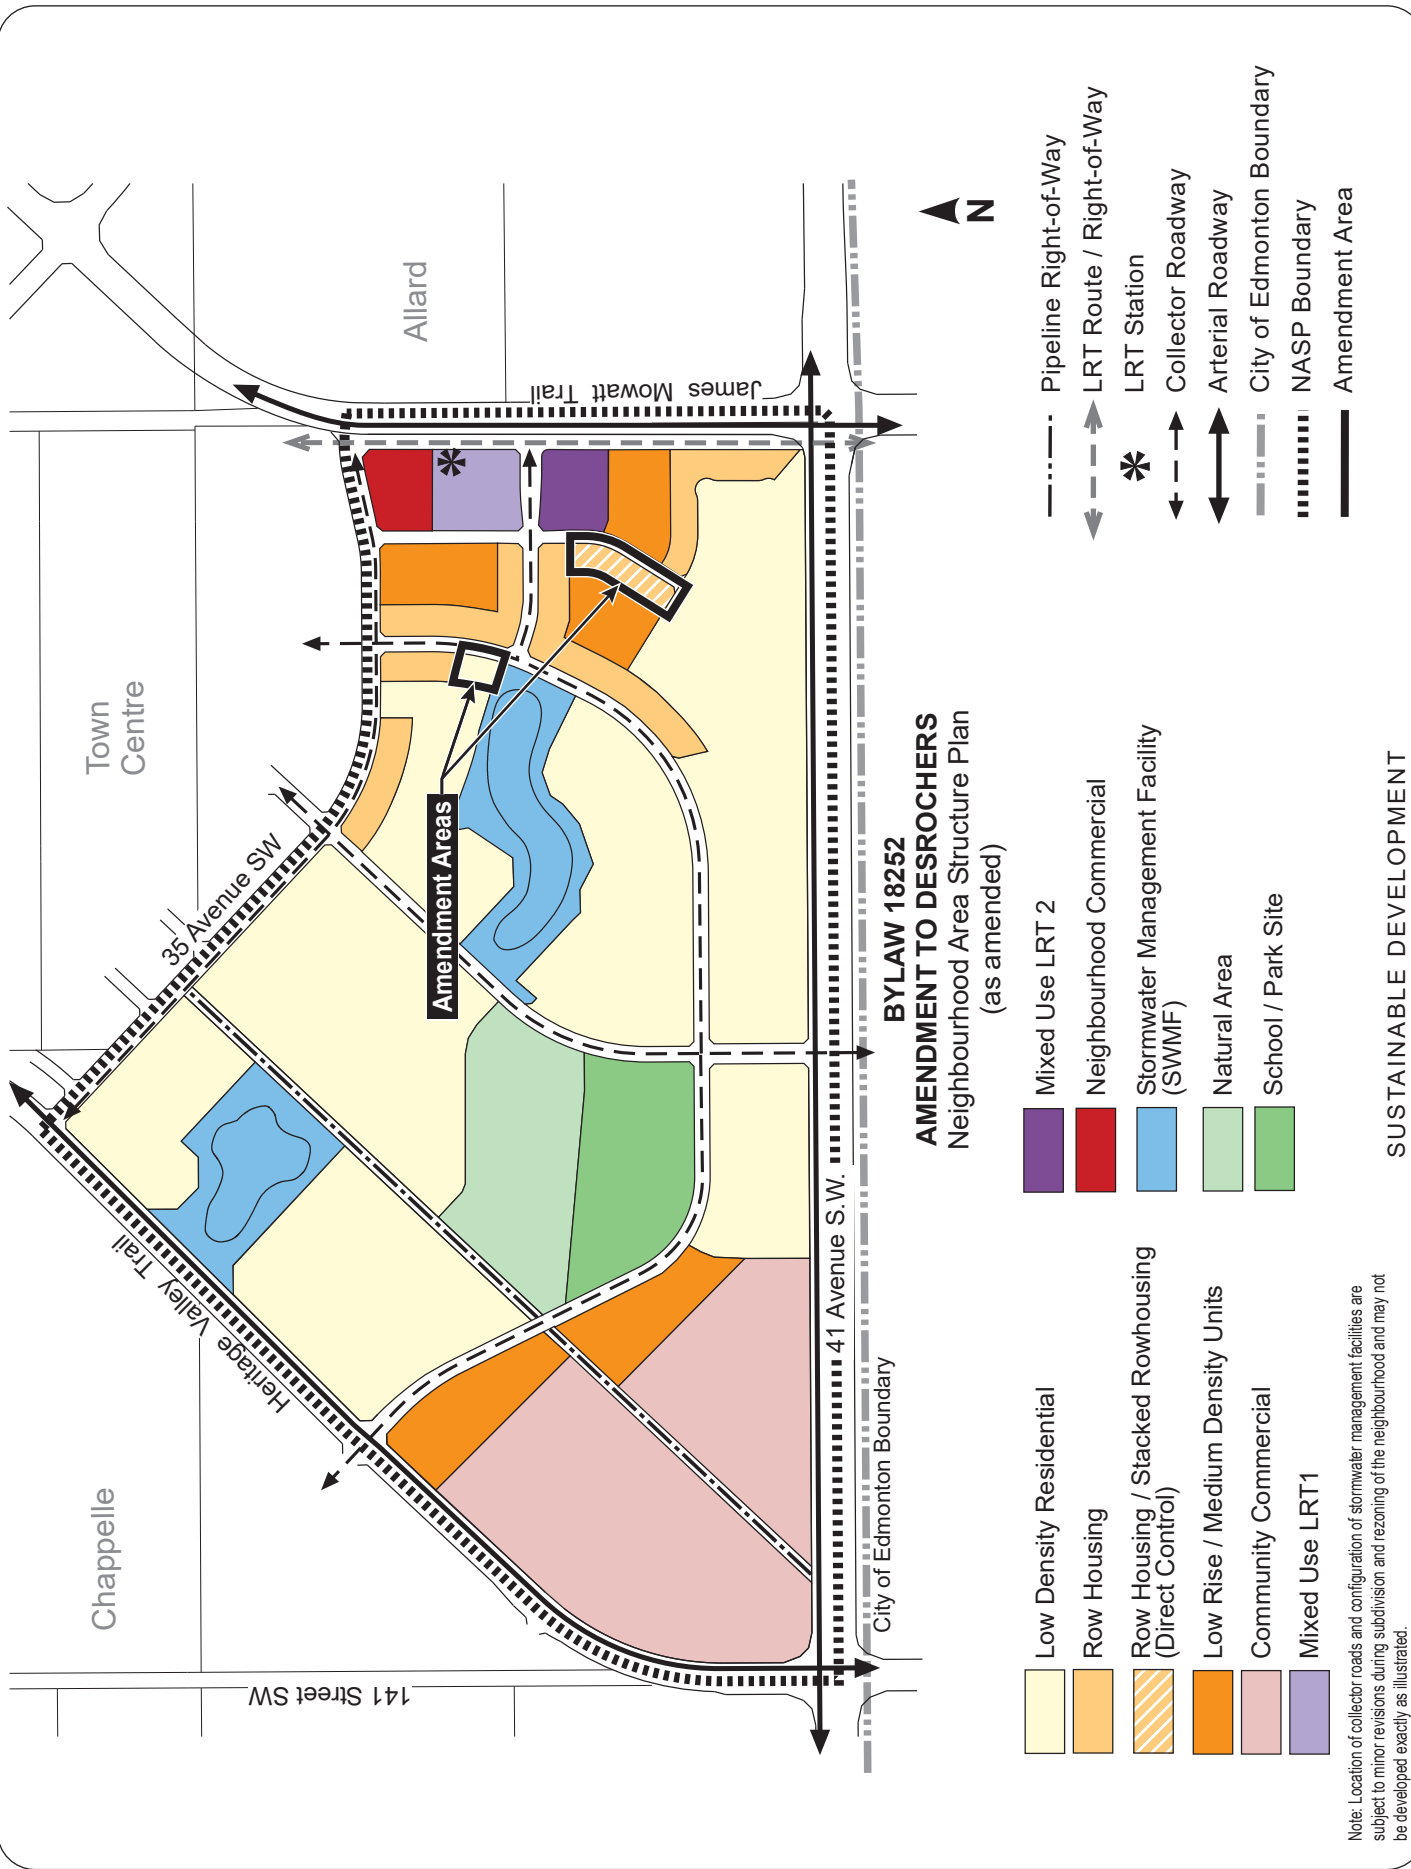 Chappelle
Town
Centre
Allard
141 Street SW
Heritage Valley Trail
35 Avenue SW
James Mowatt Trail
Amendment Areas
41 Avenue S.W.
City of Edmonton Boundary
N
BYLAW 18252
AMENDMENT TO DESROCHERS
Neighbourhood Area Structure Plan
(as amended)
Low Density Residential
Row Housing
Row Housing / Stacked Rowhousing
(Direct Control)
Low Rise / Medium Density Units
Community Commercial
Mixed Use LRT1
Mixed Use LRT 2
Neighbourhood Commercial
Stormwater Management Facility
(SWMF)
Natural Area
School / Park Site
Pipeline Right-of-Way
LRT Route / Right-of-Way
LRT Station
Collector Roadway
Arterial Roadway
City of Edmonton Boundary
NASP Boundary
Amendment Area
Note: Location of collector roads and configuration of stormwater management facilities are
subject to minor revisions during subdivision and rezoning of the neighbourhood and may not
be developed exactly as illustrated.
SUSTAINABLE DEVELOPMENT